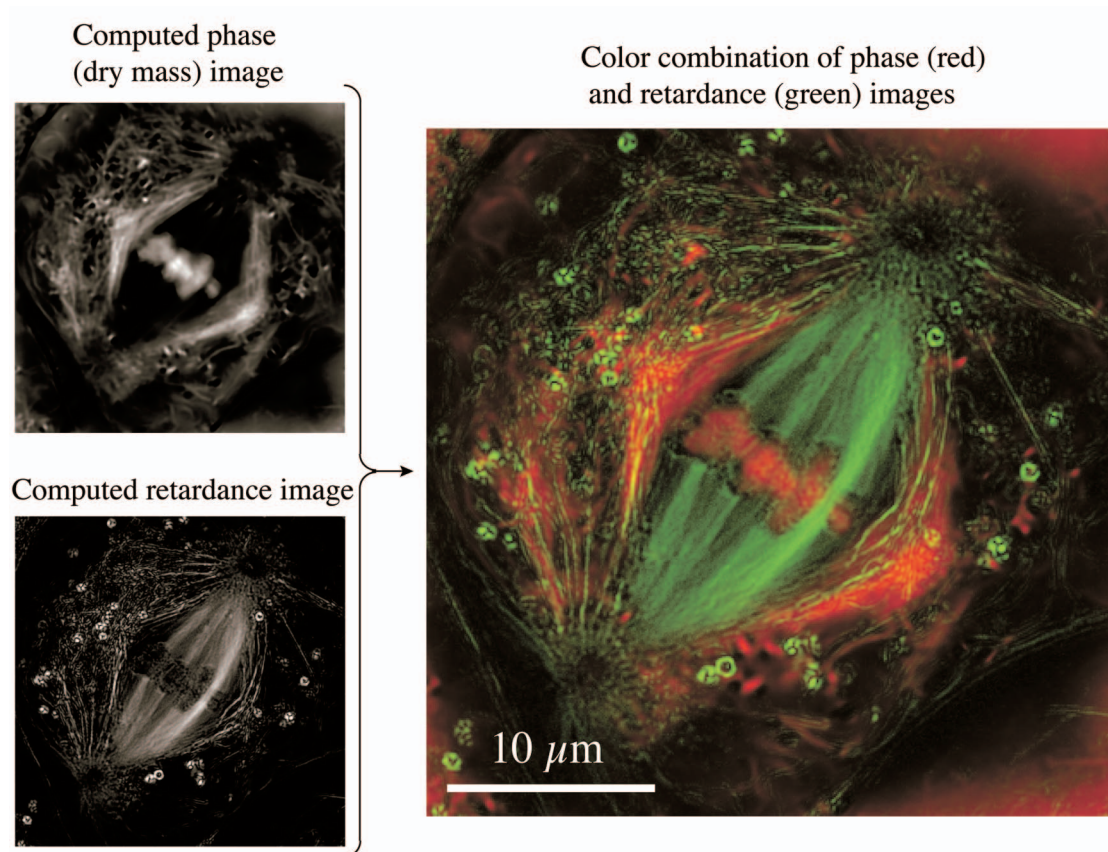 Computed phase
(dry mass) image
Computed retardance image
Color combination of phase (red)
and retardance (green) images
10 µm